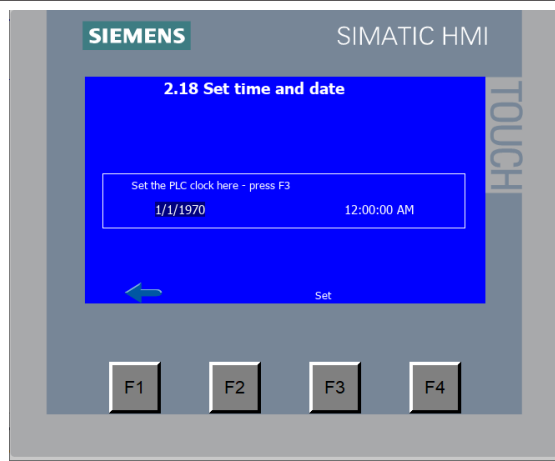 SIEMENS
SIMATIC HMI
TOUCH
2.18 Set time and date
Set the PLC clock here - press F3
1/1/1970 12:00:00 AM
Set
F1 F2 F3 F4